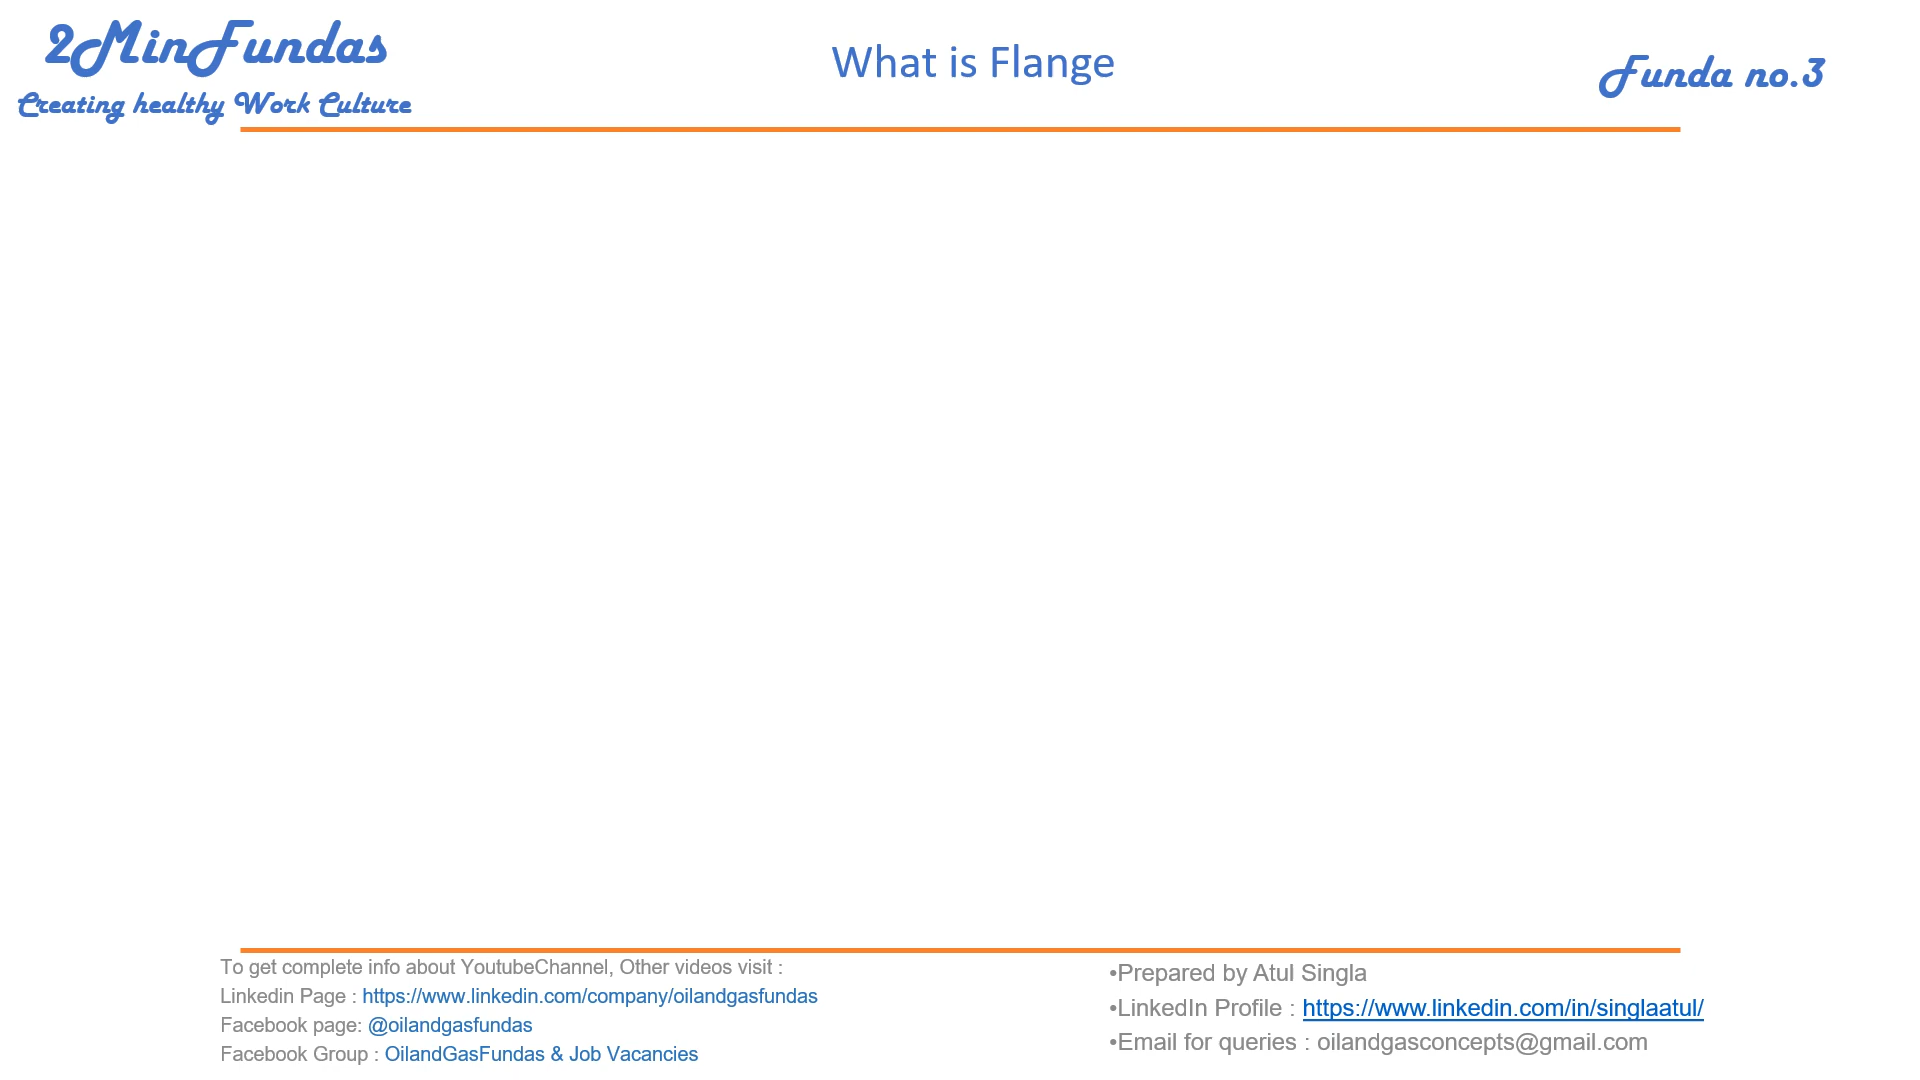 2MinFundas
Creating healthy Work Culture
What is Flange
Funda no.3
To get complete info about YoutubeChannel, Other videos visit :
Linkedin Page : https://www.linkedin.com/company/oilandgasfundas
Facebook page: @oilandgasfundas
Facebook Group : OilandGasFundas & Job Vacancies
•Prepared by Atul Singla
•LinkedIn Profile : https://www.linkedin.com/in/singlaatul/
•Email for queries : oilandgasconcepts@gmail.com